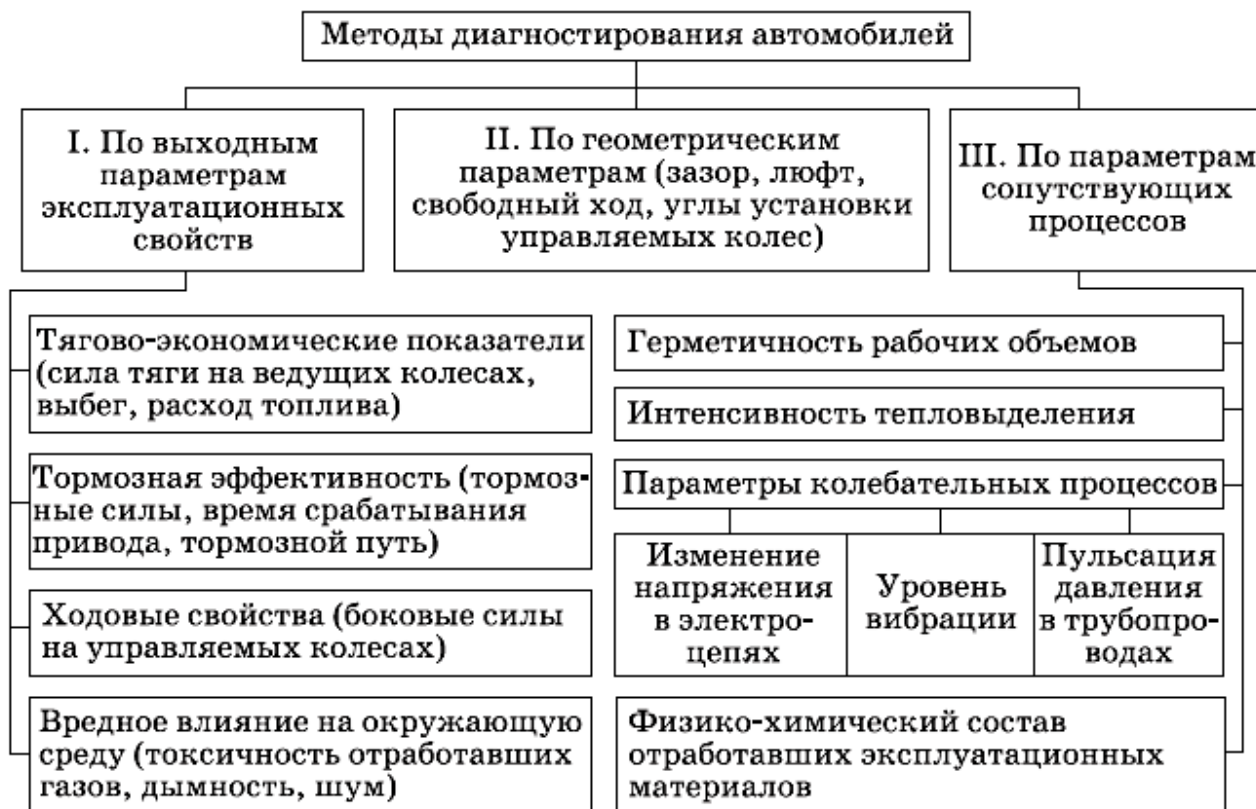 Методы диагностирования автомобилей
I. По выходным
параметрам
эксплуатационных
свойств
II. По геометрическим
параметрам (зазор, люфт,
свободный ход, углы установки
управляемых колес)
III. По параметрам
сопутствующих
процессов
Тягово-экономические показатели
(сила тяги на ведущих колесах,
выбег, расход топлива)
Тормозная эффективность (тормоз-
ные силы, время срабатывания
привода, тормозной путь)
Ходовые свойства (боковые силы
на управляемых колесах)
Вредное влияние на окружающую
среду (токсичность отработавших
газов, дымность, шум)
Герметичность рабочих объемов
Интенсивность тепловыделения
Параметры колебательных процессов
Изменение
напряжения
в электро-
цепях
Уровень
вибрации
Пульсация
давления
в трубопро-
водах
Физико-химический состав
отработавших эксплуатационных
материалов